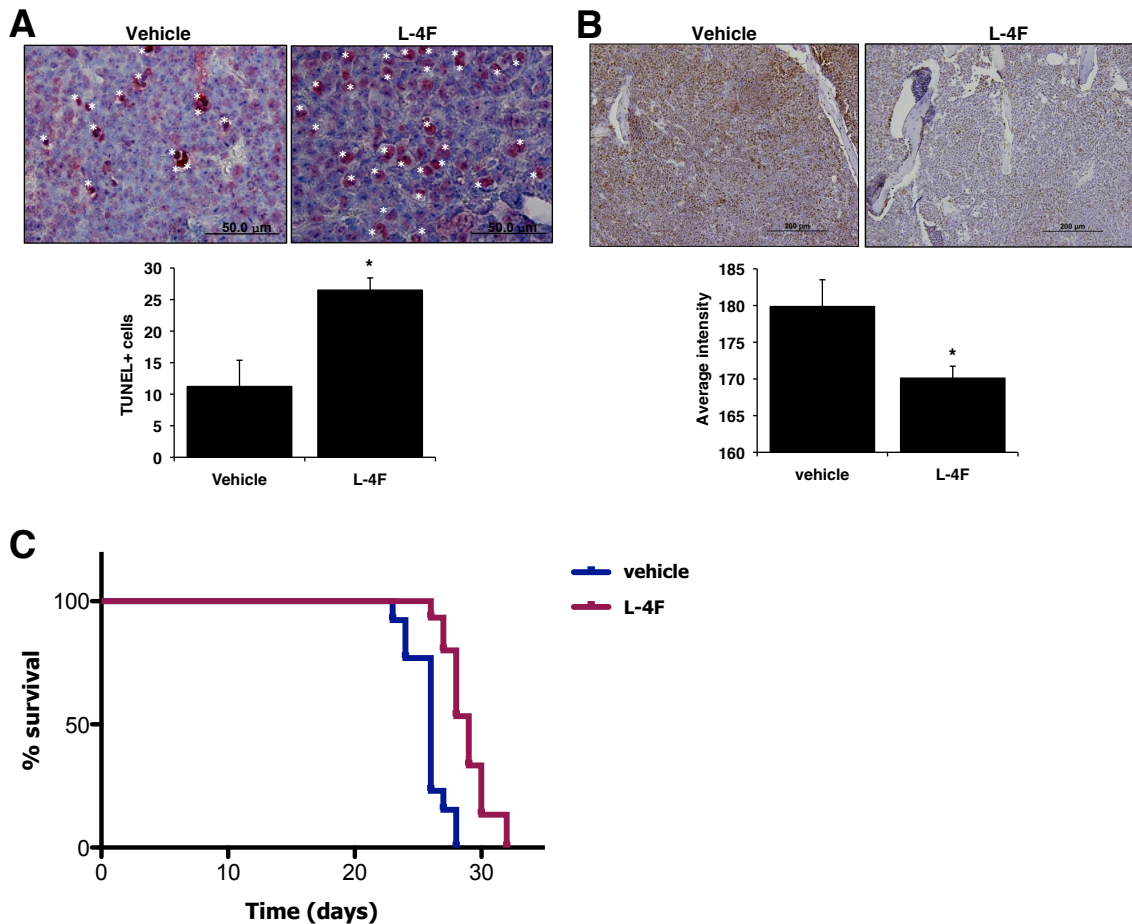 A
Vehicle
L-4F
* * * * * * * * * * * * * *
* * * * * * * * * * * * * * * * * * * * * * * * * * * *
50.0 µm
50.0 µm
TUNEL+ cells
30
25
20
15
10
5
0
*
Vehicle
L-4F
B
Vehicle
L-4F
200 µm
200 µm
Average intensity
185
180
175
170
165
160
*
vehicle
L-4F
C
% survival
100
50
0
0
10
20
30
Time (days)
vehicle
L-4F